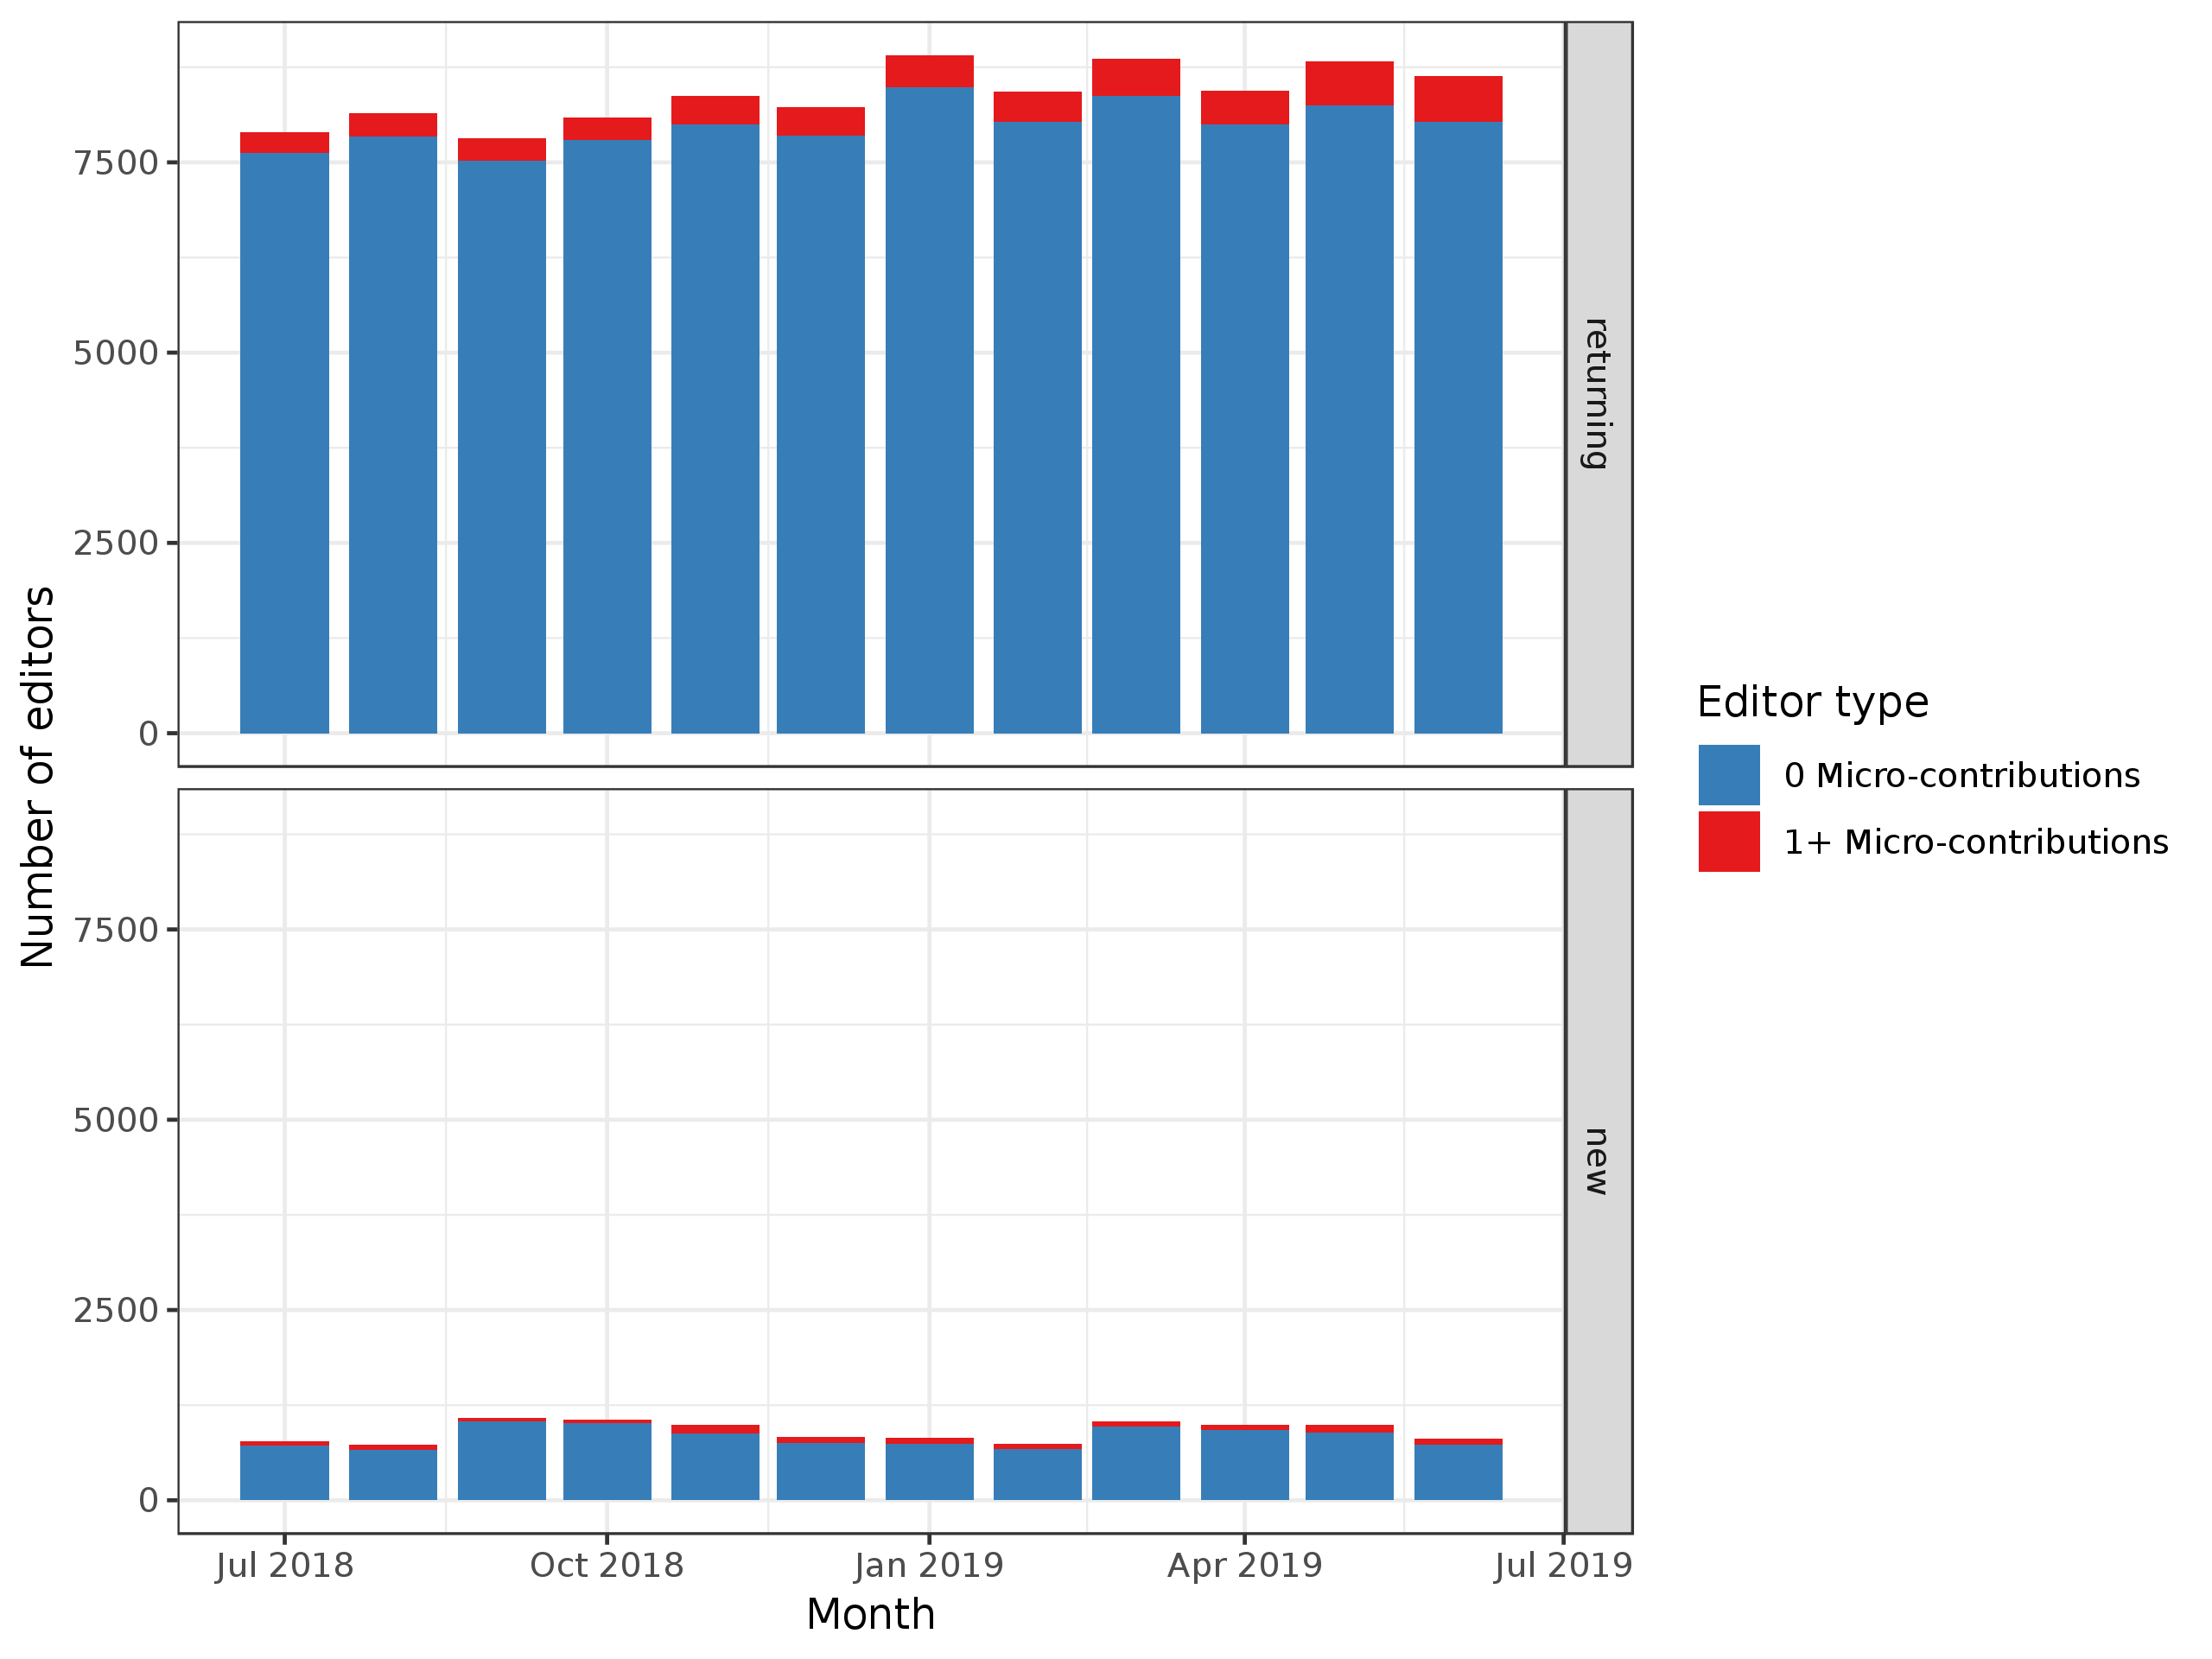 Number of editors
7500
5000
2500
0
returning
7500
5000
2500
0
new
Jul 2018
Oct 2018
Jan 2019
Apr 2019
Jul 2019
Month
Editor type
0 Micro-contributions
1+ Micro-contributions